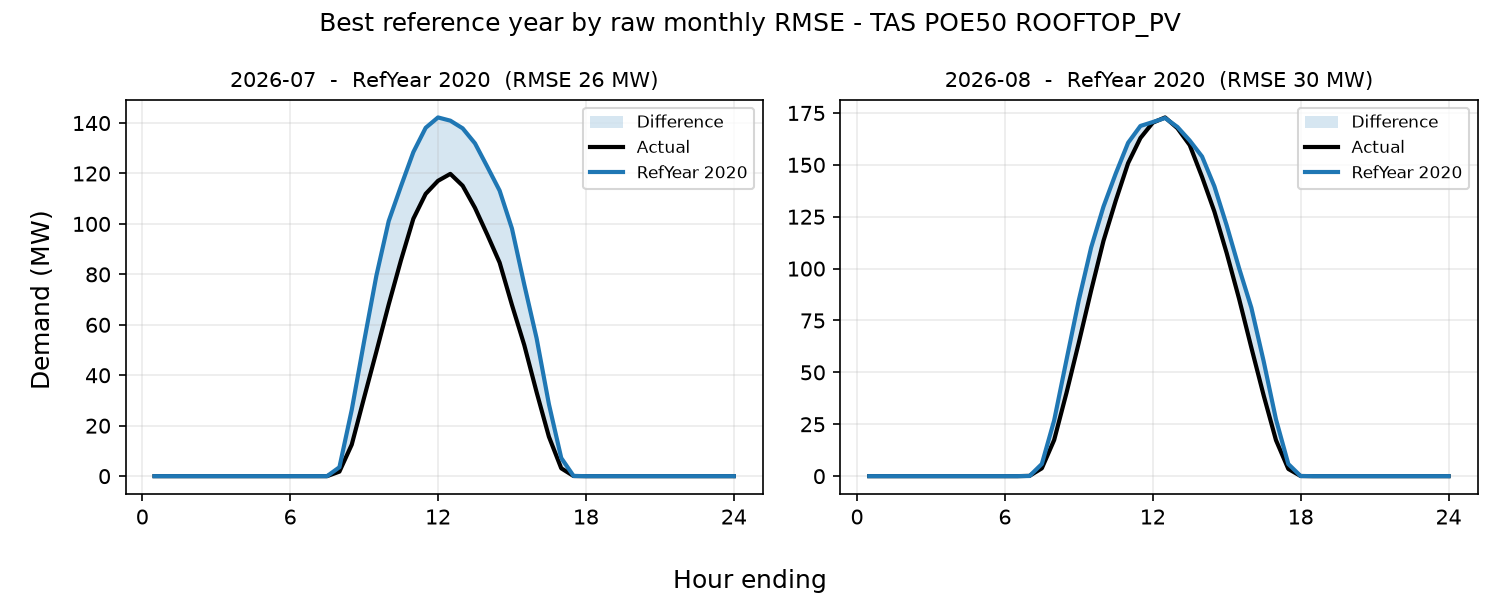 Best reference year by raw monthly RMSE - TAS POE50 ROOFTOP_PV
2026-07 - RefYear 2020 (RMSE 26 MW)
Demand (MW)
140
120
100
80
60
40
20
0
0 6 12 18 24
Difference
Actual
RefYear 2020
2026-08 - RefYear 2020 (RMSE 30 MW)
175
150
125
100
75
50
25
0
0 6 12 18 24
Difference
Actual
RefYear 2020
Hour ending